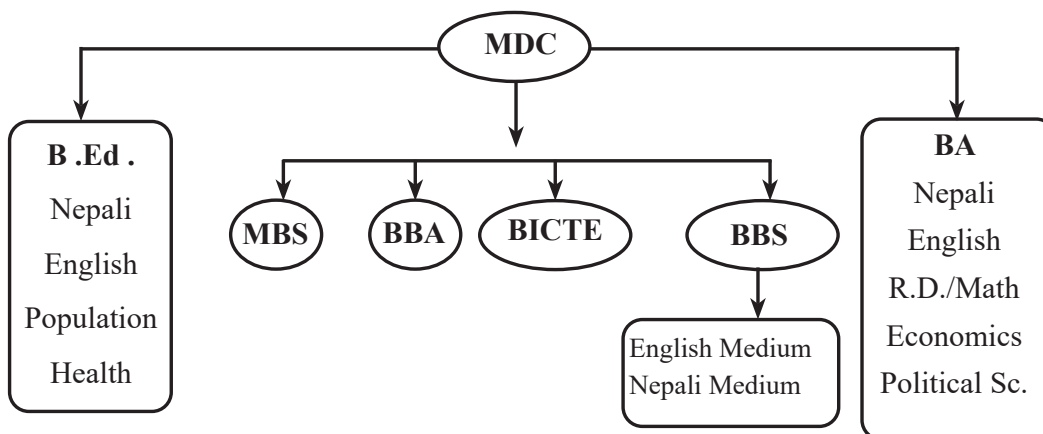 MDC
B .Ed .
Nepali
English
Population
Health
MBS
BBA
BICTE
BBS
English Medium
Nepali Medium
BA
Nepali
English
R.D./Math
Economics
Political Sc.